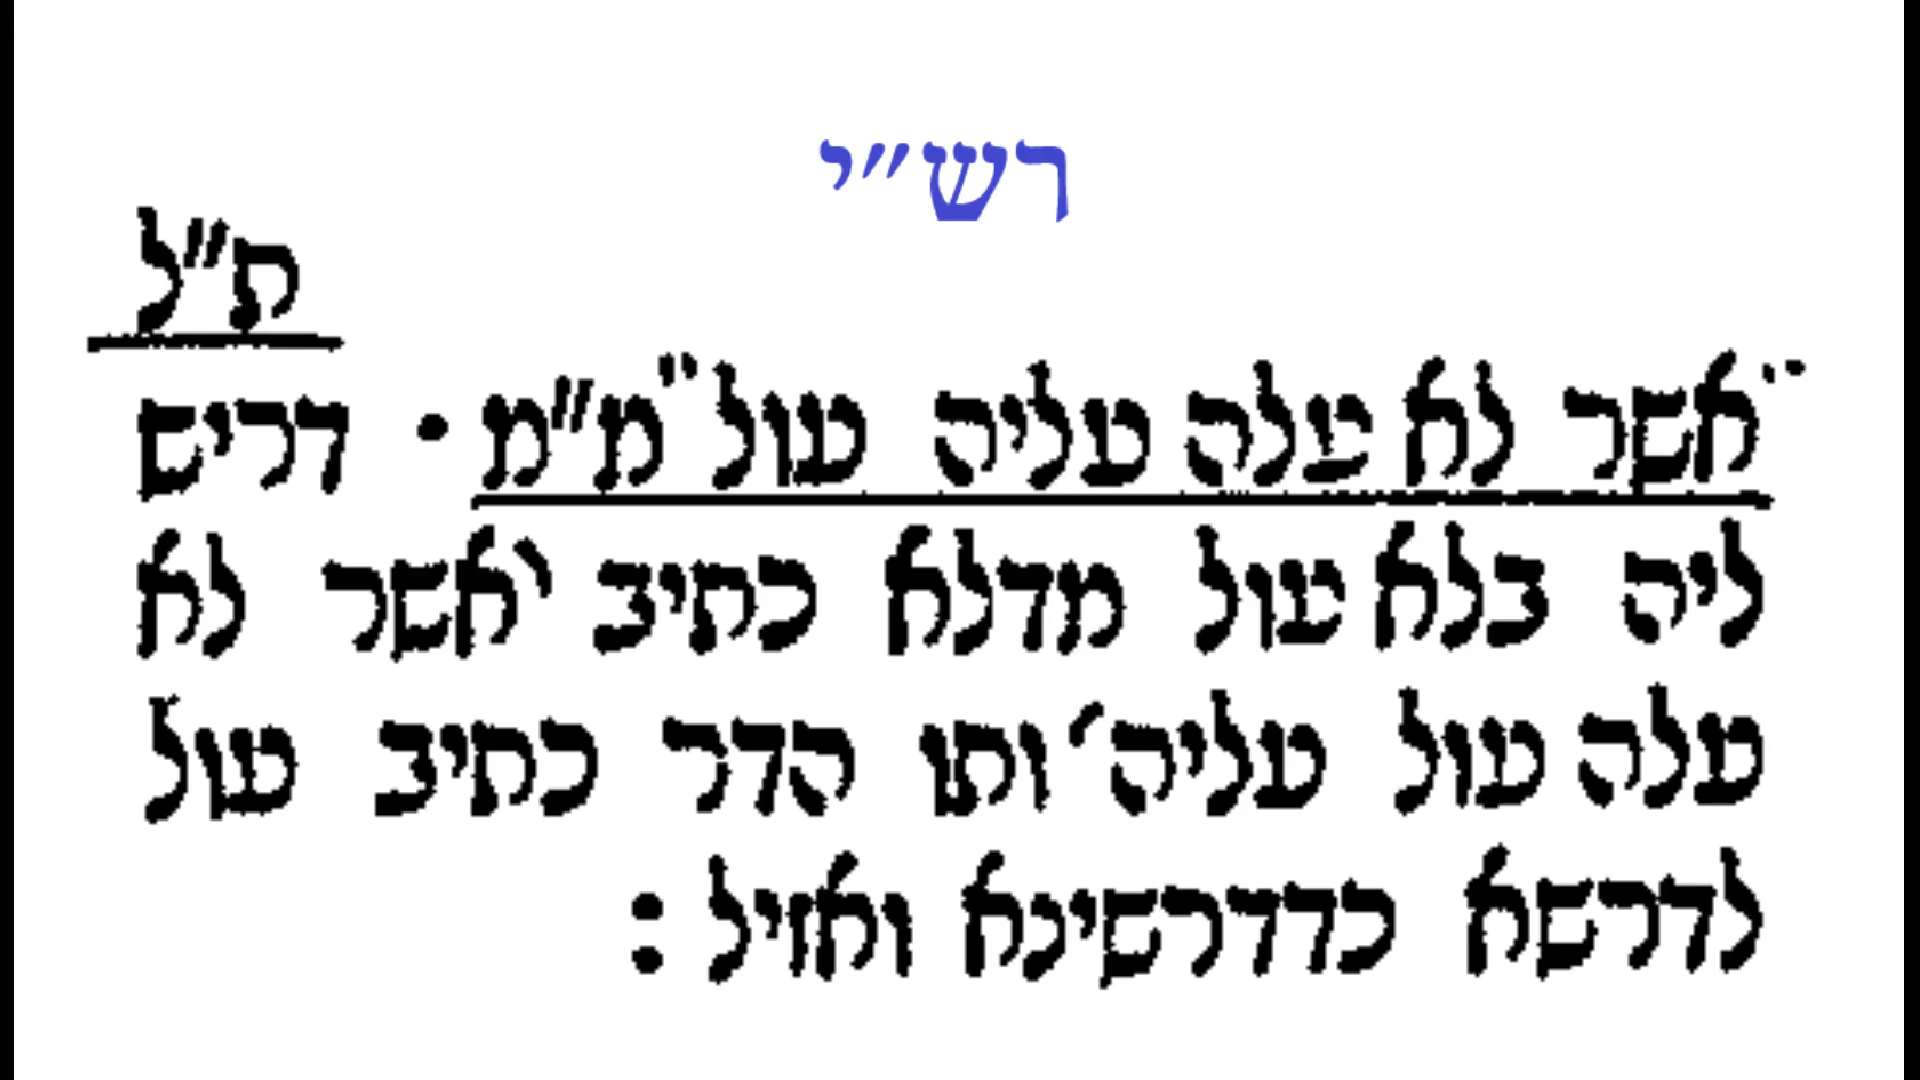 רש״י
ת"ל
"אשר לא עלה עליה עול" מ"מ • דריש
ליה בלא עול מדלא כתיב 'אשר לא
עלה עול עליה' ותו הדר כתיב עול
לדרשא כדדרשינא ואזיל :